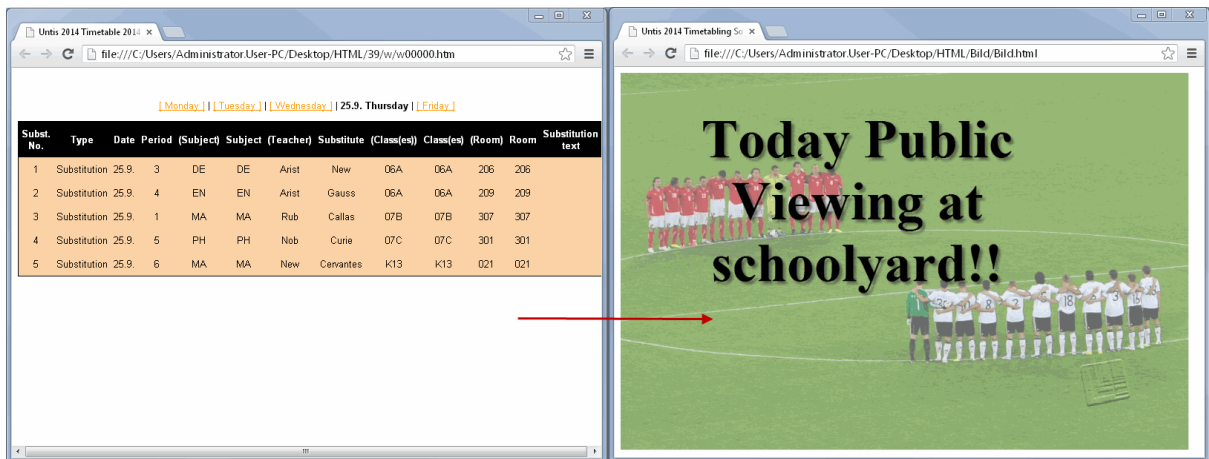 Untis 2014 Timetable 2014
file:///C:/Users/Administrator.User-PC/Desktop/HTML/39/w/w00000.htm
[ Monday ] | [ Tuesday ] | [ Wednesday ] | 25.9. Thursday | [ Friday ]
Subst. No. Type Date Period (Subject) Subject (Teacher) Substitute (Class(es)) Class(es) (Room) Room Substitution text
1 Substitution 25.9. 3 DE DE Arist New 06A 06A 206 206
2 Substitution 25.9. 4 EN EN Arist Gauss 06A 06A 209 209
3 Substitution 25.9. 1 MA MA Rub Callas 07B 07B 307 307
4 Substitution 25.9. 5 PH PH Nob Curie 07C 07C 301 301
5 Substitution 25.9. 6 MA MA New Cervantes K13 K13 021 021
Untis 2014 Timetabling So
file:///C:/Users/Administrator.User-PC/Desktop/HTML/Bild/Bild.html
Today Public
Viewing at
schoolyard!!